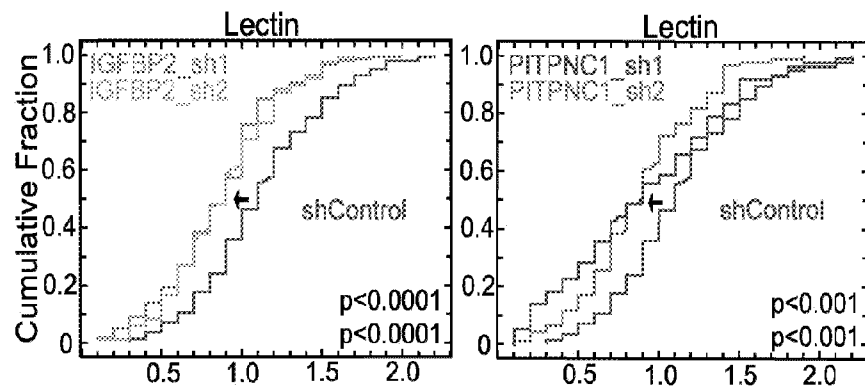 Lectin
Cumulative Fraction
1.0
0.8
0.6
0.4
0.2
0
IGFBP2_sh1
IGFBP2_sh2
shControl
p<0.0001
p<0.0001
0.5
1.0
1.5
2.0
Lectin
1.0
0.8
0.6
0.4
0.2
0
PITPNC1_sh1
PITPNC1_sh2
shControl
p<0.001
p<0.001
0.5
1.0
1.5
2.0